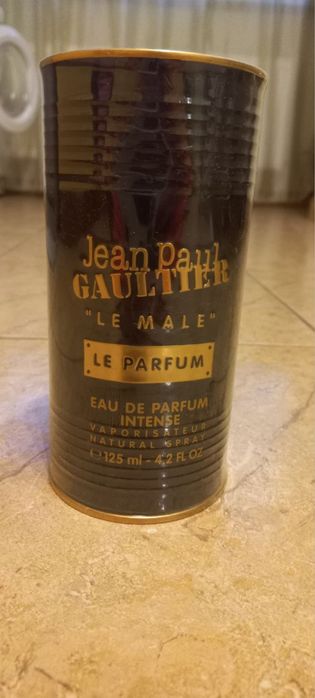 Jean Paul
GAULTIER
"LE MALE"
LE PARFUM
EAU DE PARFUM
INTENSE
VAPORISATEUR
NATURAL SPRAY
125 ml - 4.2 FL OZ